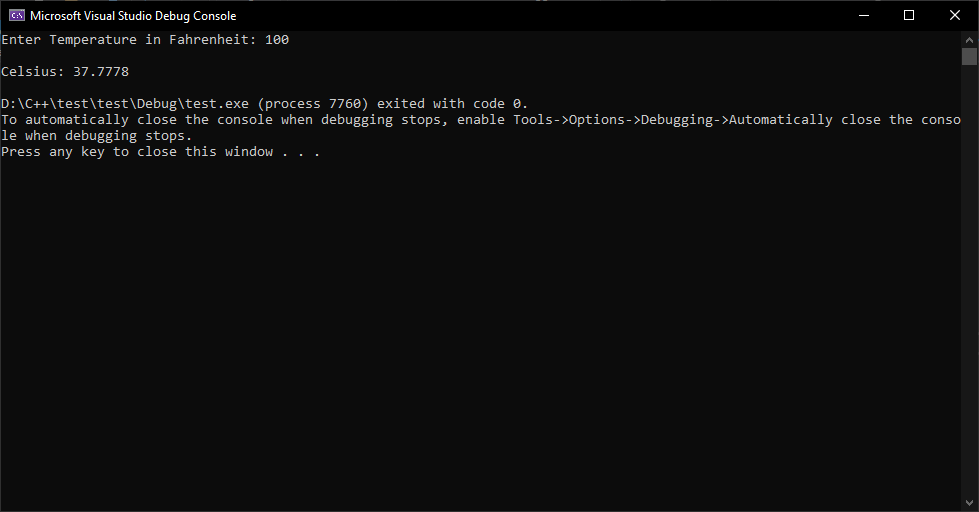 Microsoft Visual Studio Debug Console
Enter Temperature in Fahrenheit: 100
Celsius: 37.7778
D:\C++\test\test\Debug\test.exe (process 7760) exited with code 0.
To automatically close the console when debugging stops, enable Tools->Options->Debugging->Automatically close the conso
le when debugging stops.
Press any key to close this window . . .